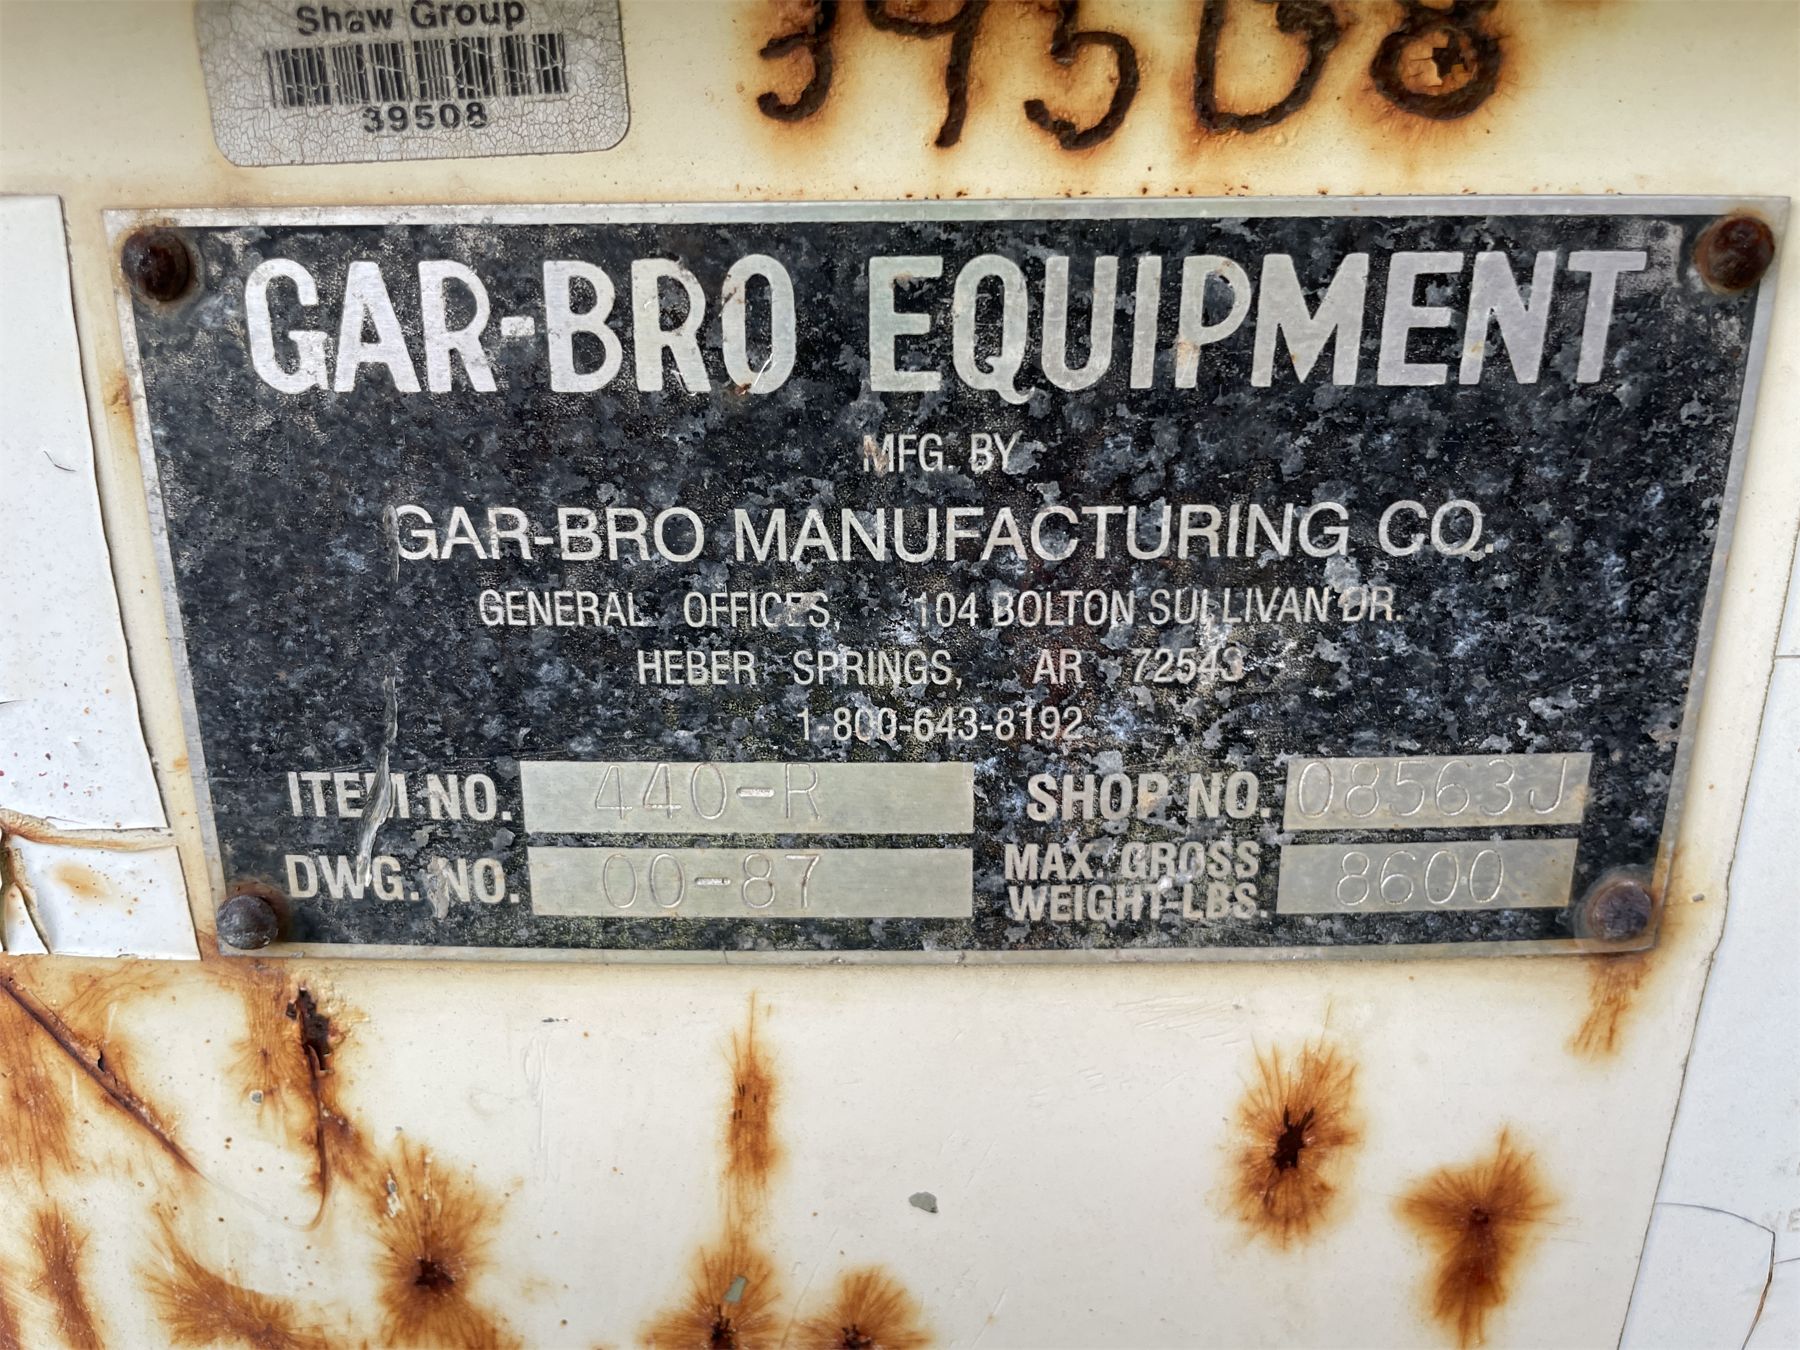 Shaw Group
39508
39508
GAR-BRO EQUIPMENT
MFG. BY
GAR-BRO MANUFACTURING CO.
GENERAL OFFICES, 104 BOLTON SULLIVAN DR.
HEBER SPRINGS, AR 72543
1-800-643-8192
ITEM NO. 440-R SHOP NO. 08563J
DWG. NO. 00-87 MAX. GROSS WEIGHT-LBS. 8600